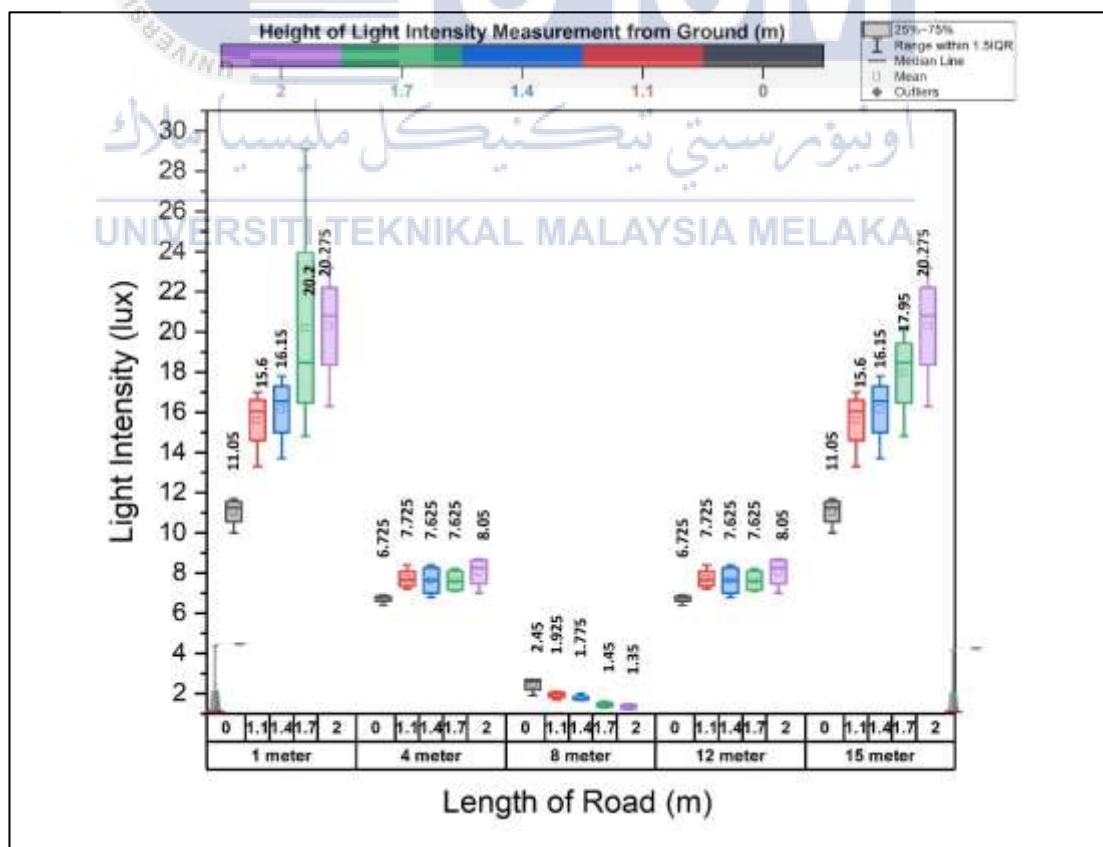 Height of Light Intensity Measurement from Ground (m)
2 1.7 1.4 1.1 0
25%~75%
Range within 1.5IQR
Median Line
Mean
Outliers
اونيۏرسيتي تيكنيكل مليسيا ملاك
UNIVERSITI TEKNIKAL MALAYSIA MELAKA
Light Intensity (lux)
30
28
26
24
22
20
18
16
14
12
10
8
6
4
2
11.05 15.6 16.15 20.2 20.275
6.725 7.725 7.625 7.625 8.05
2.45 1.925 1.775 1.45 1.35
6.725 7.725 7.625 7.625 8.05
11.05 15.6 16.15 17.95 20.275
0 1.1 1.4 1.7 2 0 1.1 1.4 1.7 2 0 1.1 1.4 1.7 2 0 1.1 1.4 1.7 2 0 1.1 1.4 1.7 2
1 meter 4 meter 8 meter 12 meter 15 meter
Length of Road (m)